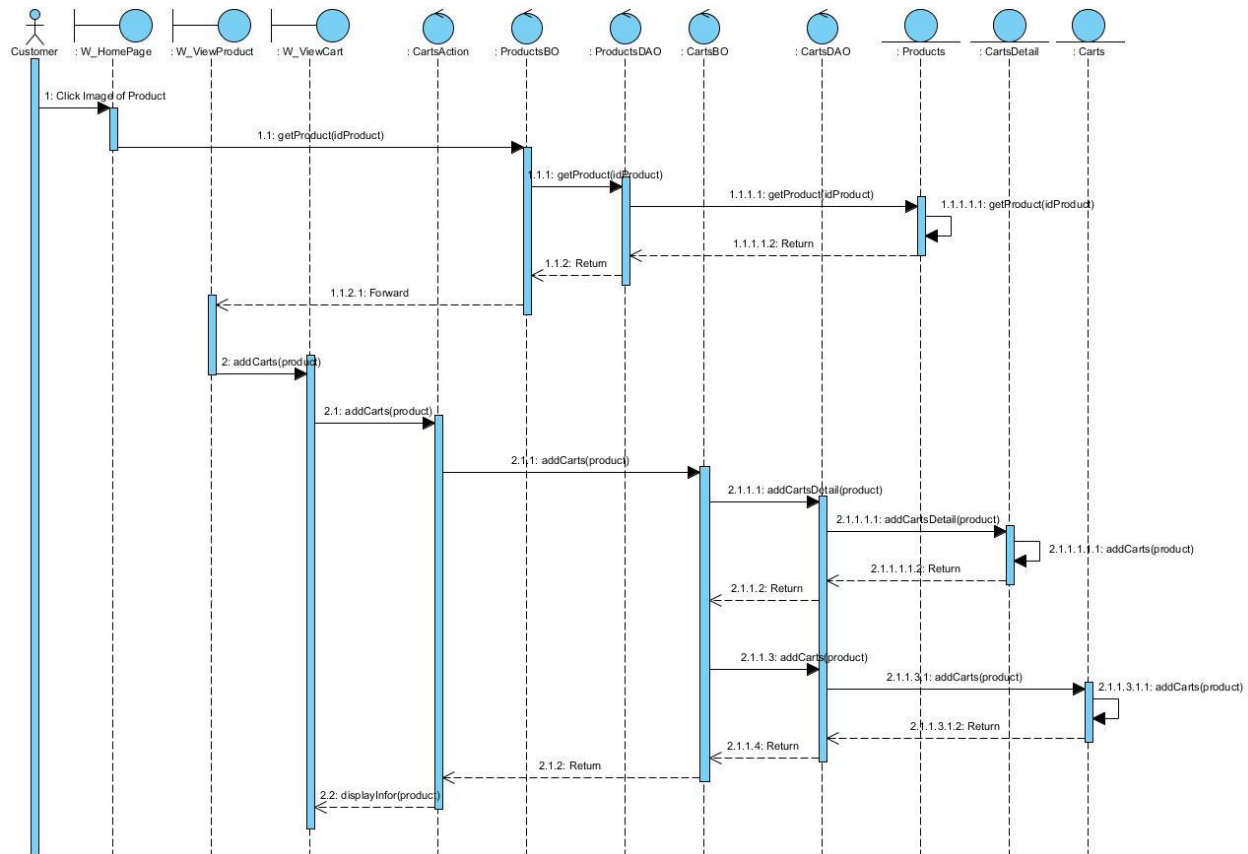 Customer
: W_HomePage
: W_ViewProduct
: W_ViewCart
: CartsAction
: ProductsBO
: ProductsDAO
: CartsBO
: CartsDAO
: Products
: CartsDetail
: Carts
1: Click Image of Product
1.1: getProduct(idProduct)
1.1.1: getProduct(idProduct)
1.1.1.1: getProduct(idProduct)
1.1.1.1.1: getProduct(idProduct)
1.1.1.1.2: Return
1.1.2: Return
1.1.2.1: Forward
2: addCarts(product)
2.1: addCarts(product)
2.1.1: addCarts(product)
2.1.1.1: addCartsDetail(product)
2.1.1.1.1: addCartsDetail(product)
2.1.1.1.1.1: addCarts(product)
2.1.1.1.1.2: Return
2.1.1.2: Return
2.1.1.3: addCarts(product)
2.1.1.3.1: addCarts(product)
2.1.1.3.1.1: addCarts(product)
2.1.1.3.1.2: Return
2.1.1.4: Return
2.1.2: Return
2.2: displayInfor(product)